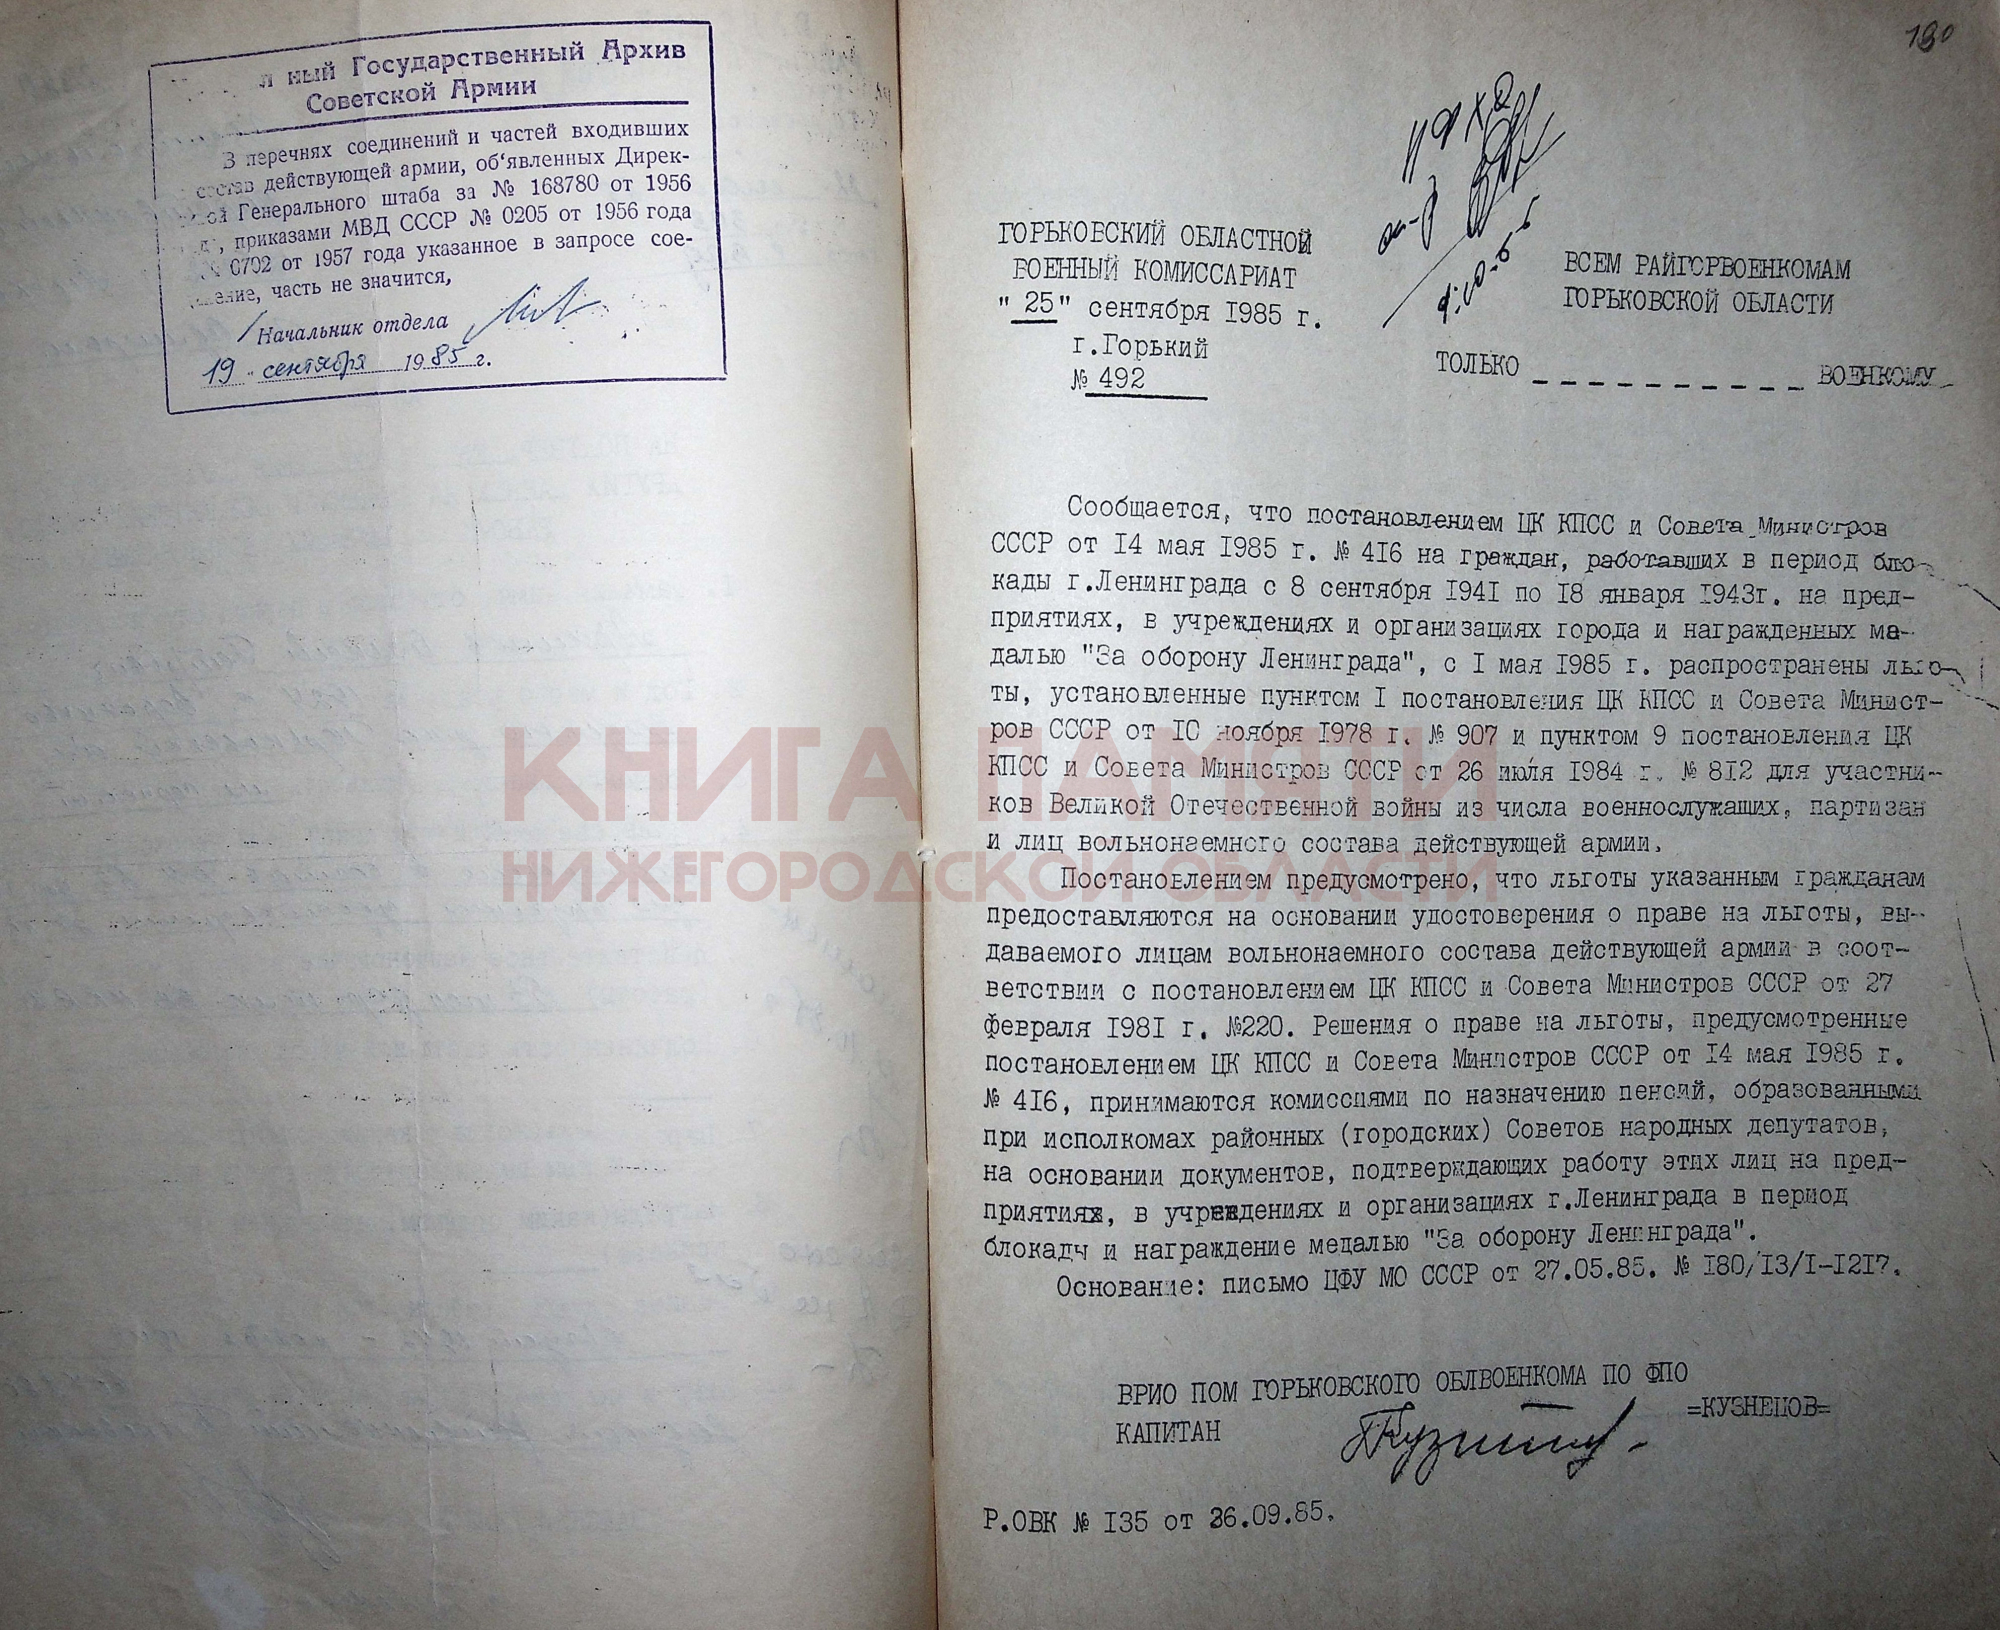 ный Государственный Архив
Советской Армии
В перечнях соединений и частей входивших
состав действующей армии, об‘явленных Дирек-
Генерального штаба за № 168780 от 1956
приказами МВД СССР № 0205 от 1956 года
0702 от 1957 года указанное в запросе сое-
часть не значится,
Начальник отдела
19 " сентября 1985 г.
190
ГОРЬКОВСКИЙ ОБЛАСТНОЙ
ВОЕННЫЙ КОМИССАРИАТ
"25" сентября 1985 г.
г.Горький
№ 492
ВСЕМ РАЙГОРВОЕНКОМАМ
ГОРЬКОВСКОЙ ОБЛАСТИ
ТОЛЬКО _ _ _ _ _ _ _ _ _ _ ВОЕНКОМУ
Сообщается, что постановлением ЦК КПСС и Совета Министров
СССР от 14 мая 1985 г. № 416 на граждан, работавших в период бло-
кады г.Ленинграда с 8 сентября 1941 по 18 января 1943г. на пред-
приятиях, в учреждениях и организациях города и награжденных ма-
далью "За оборону Ленинграда", с 1 мая 1985 г. распространены льго-
ты, установленные пунктом I постановления ЦК КПСС и Совета Минист-
ров СССР от 10 ноября 1978 г. № 907 и пунктом 9 постановления ЦК
КПСС и Совета Министров СССР от 26 июля 1984 г. № 812 для участни-
ков Великой Отечественной войны из числа военнослужащих, партизан
и лиц вольнонаемного состава действующей армии.
Постановлением предусмотрено, что льготы указанным гражданам
предоставляются на основании удостоверения о праве на льготы, вы-
даваемого лицам вольнонаемного состава действующей армии в соот-
ветствии с постановлением ЦК КПСС и Совета Министров СССР от 27
февраля 1981 г. №220. Решения о праве на льготы, предусмотренные
постановлением ЦК КПСС и Совета Министров СССР от 14 мая 1985 г.
№ 416, принимаются комиссиями по назначению пенсий, образованными
при исполкомах районных (городских) Советов народных депутатов,
на основании документов, подтверждающих работу этих лиц на пред-
приятиях, в учреждениях и организациях г.Ленинграда в период
блокады и награждение медалью "За оборону Ленинграда".
Основание: письмо ЦФУ МО СССР от 27.05.85. № 180/13/1-1217.
ВРИО ПОМ ГОРЬКОВСКОГО ОБЛВОЕНКОМА ПО ФПО
КАПИТАН =КУЗНЕЦОВ=
Р.ОВК № 135 от 26.09.85.
КНИГА ПАМЯТИ
НИЖЕГОРОДСКОЙ ОБЛАСТИ